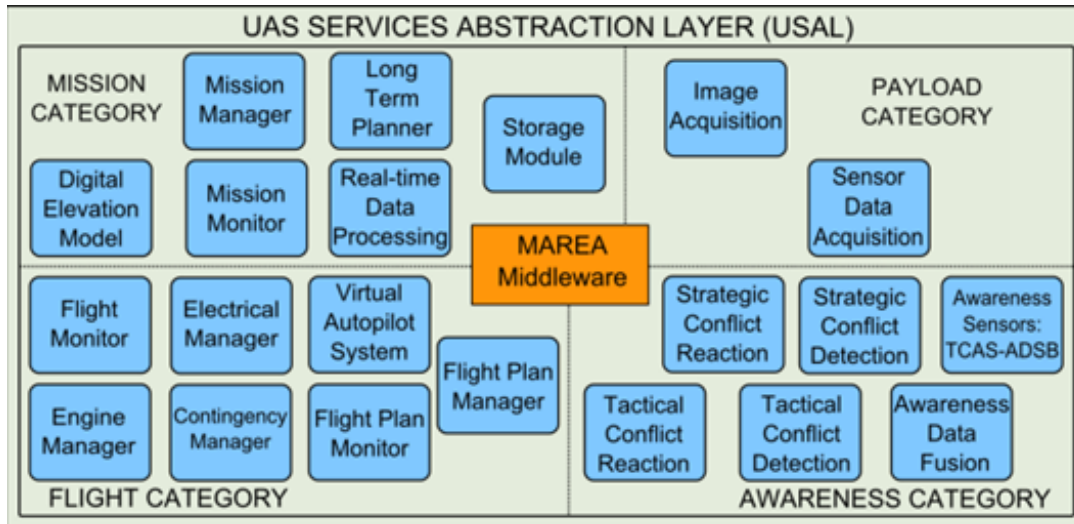 UAS SERVICES ABSTRACTION LAYER (USAL)
MISSION
CATEGORY
Mission
Manager
Long
Term
Planner
Storage
Module
Digital
Elevation
Model
Mission
Monitor
Real-time
Data
Processing
Image
Acquisition
PAYLOAD
CATEGORY
Sensor
Data
Acquisition
MAREA
Middleware
Flight
Monitor
Electrical
Manager
Virtual
Autopilot
System
Flight Plan
Manager
Engine
Manager
Contingency
Manager
Flight Plan
Monitor
FLIGHT CATEGORY
Strategic
Conflict
Reaction
Strategic
Conflict
Detection
Awareness
Sensors:
TCAS-ADSB
Tactical
Conflict
Reaction
Tactical
Conflict
Detection
Awareness
Data
Fusion
AWARENESS CATEGORY